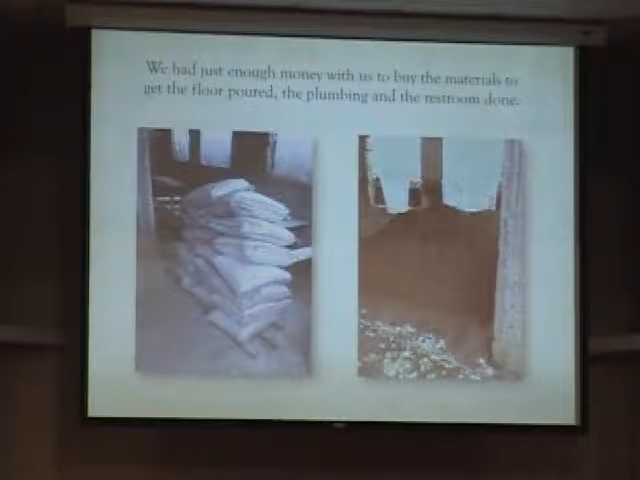 We had just enough money with us to buy the materials to
get the floor poured, the plumbing and the restroom done.